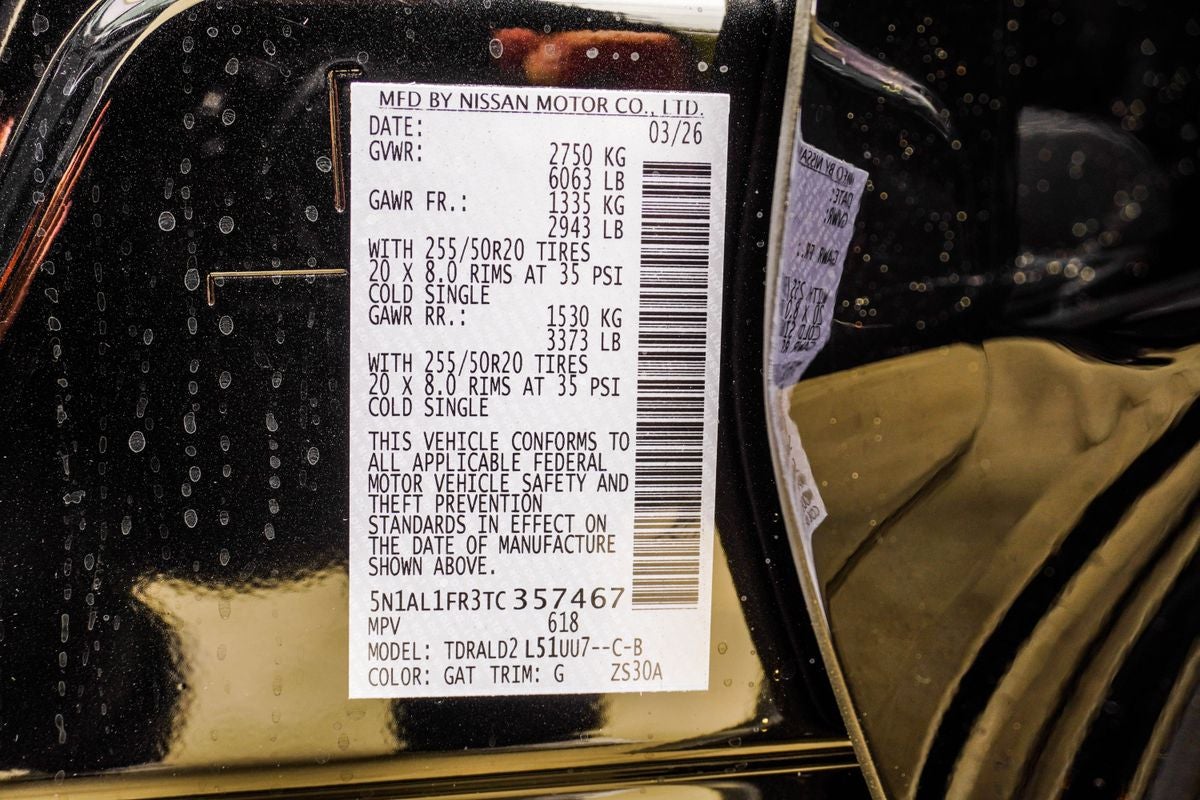 MFD BY NISSAN MOTOR CO., LTD.
DATE: 03/26
GVWR: 2750 KG
6063 LB
GAWR FR.: 1335 KG
2943 LB
WITH 255/50R20 TIRES
20 X 8.0 RIMS AT 35 PSI
COLD SINGLE
GAWR RR.: 1530 KG
3373 LB
WITH 255/50R20 TIRES
20 X 8.0 RIMS AT 35 PSI
COLD SINGLE
THIS VEHICLE CONFORMS TO
ALL APPLICABLE FEDERAL
MOTOR VEHICLE SAFETY AND
THEFT PREVENTION
STANDARDS IN EFFECT ON
THE DATE OF MANUFACTURE
SHOWN ABOVE.
5N1AL1FR3TC 357467
MPV 618
MODEL: TDRALD2 L51UU7--C-B
COLOR: GAT TRIM: G ZS30A